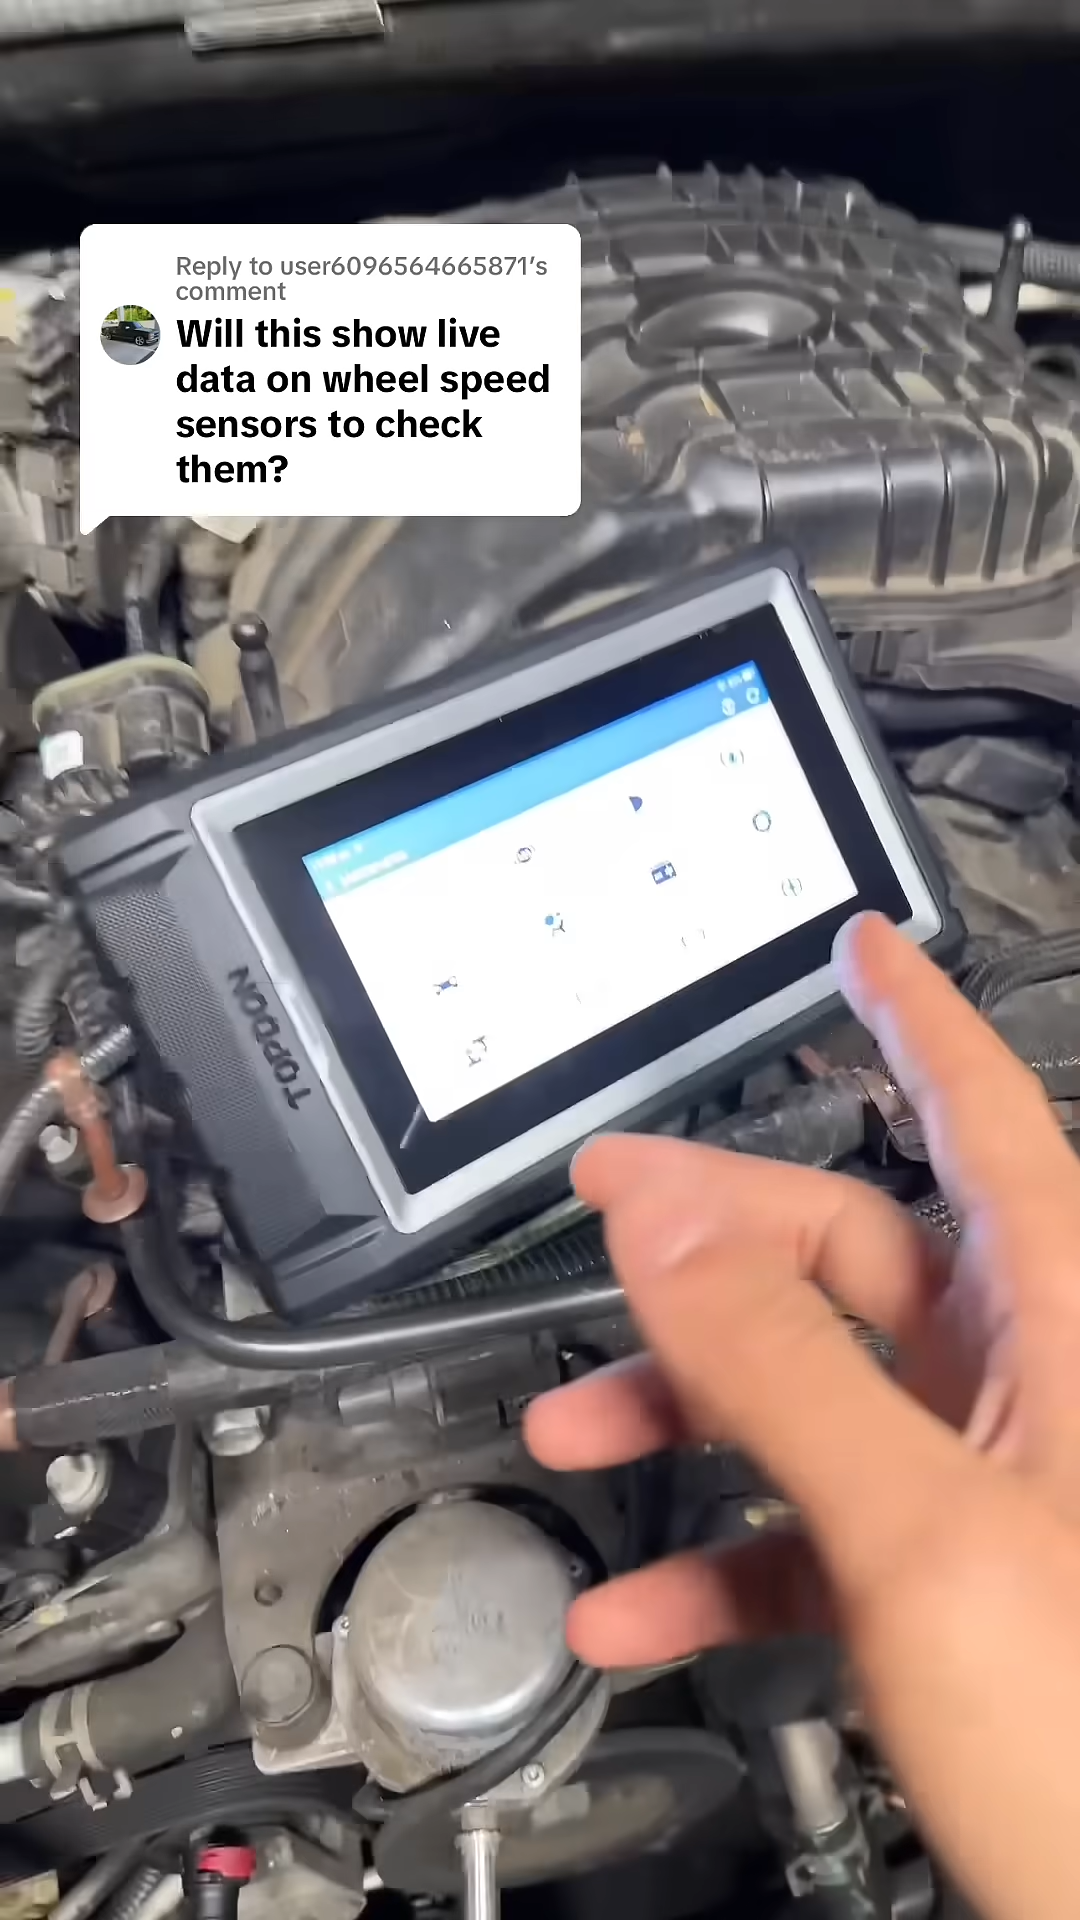 Reply to user6096564665871's
comment
Will this show live
data on wheel speed
sensors to check
them?
TOPDON